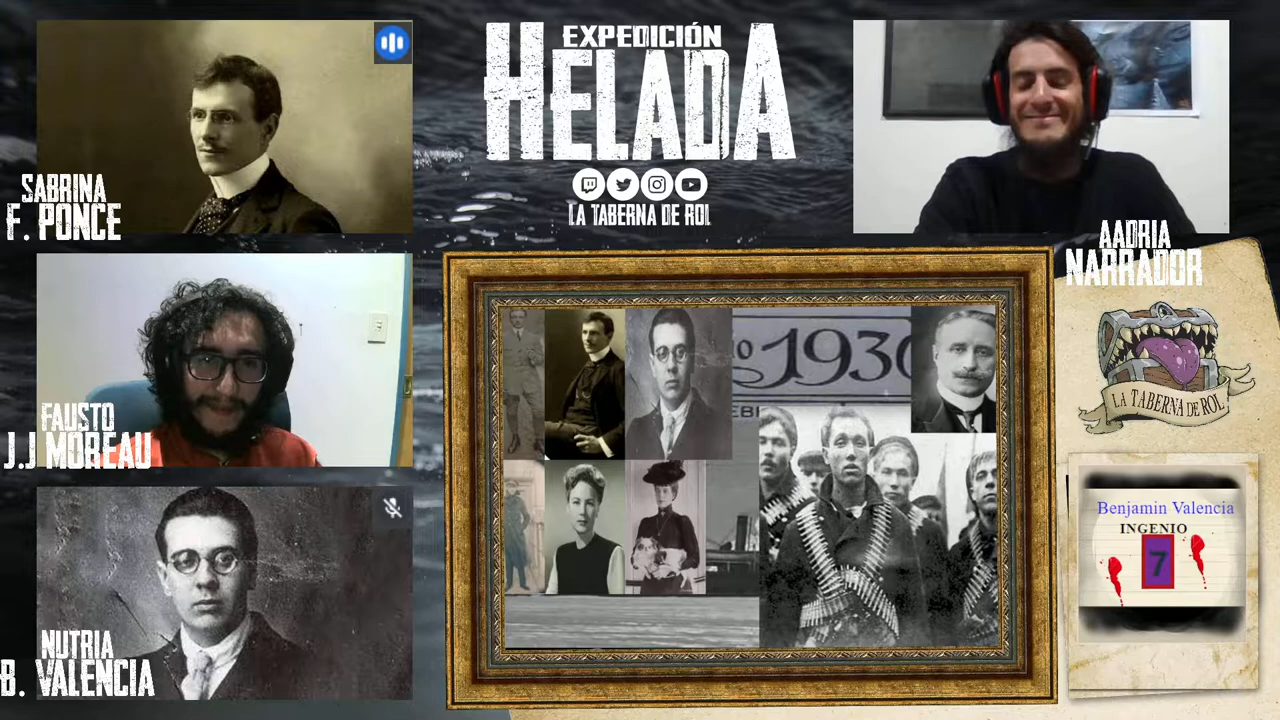 EXPEDICIÓN
HELADA
LA TABERNA DE ROL
SABRINA
F. PONCE
AADRIA
NARRADOR
FAUSTO
J.J MOREAU
NUTRIA
B. VALENCIA
1930
LA TABERNA DE ROL
Benjamin Valencia
INGENIO
7